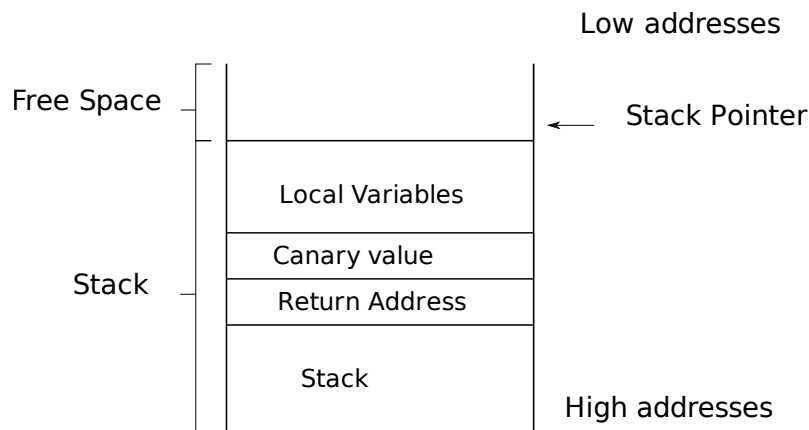 Low addresses
Free Space
Stack Pointer
Local Variables
Canary value
Stack
Return Address
Stack
High addresses